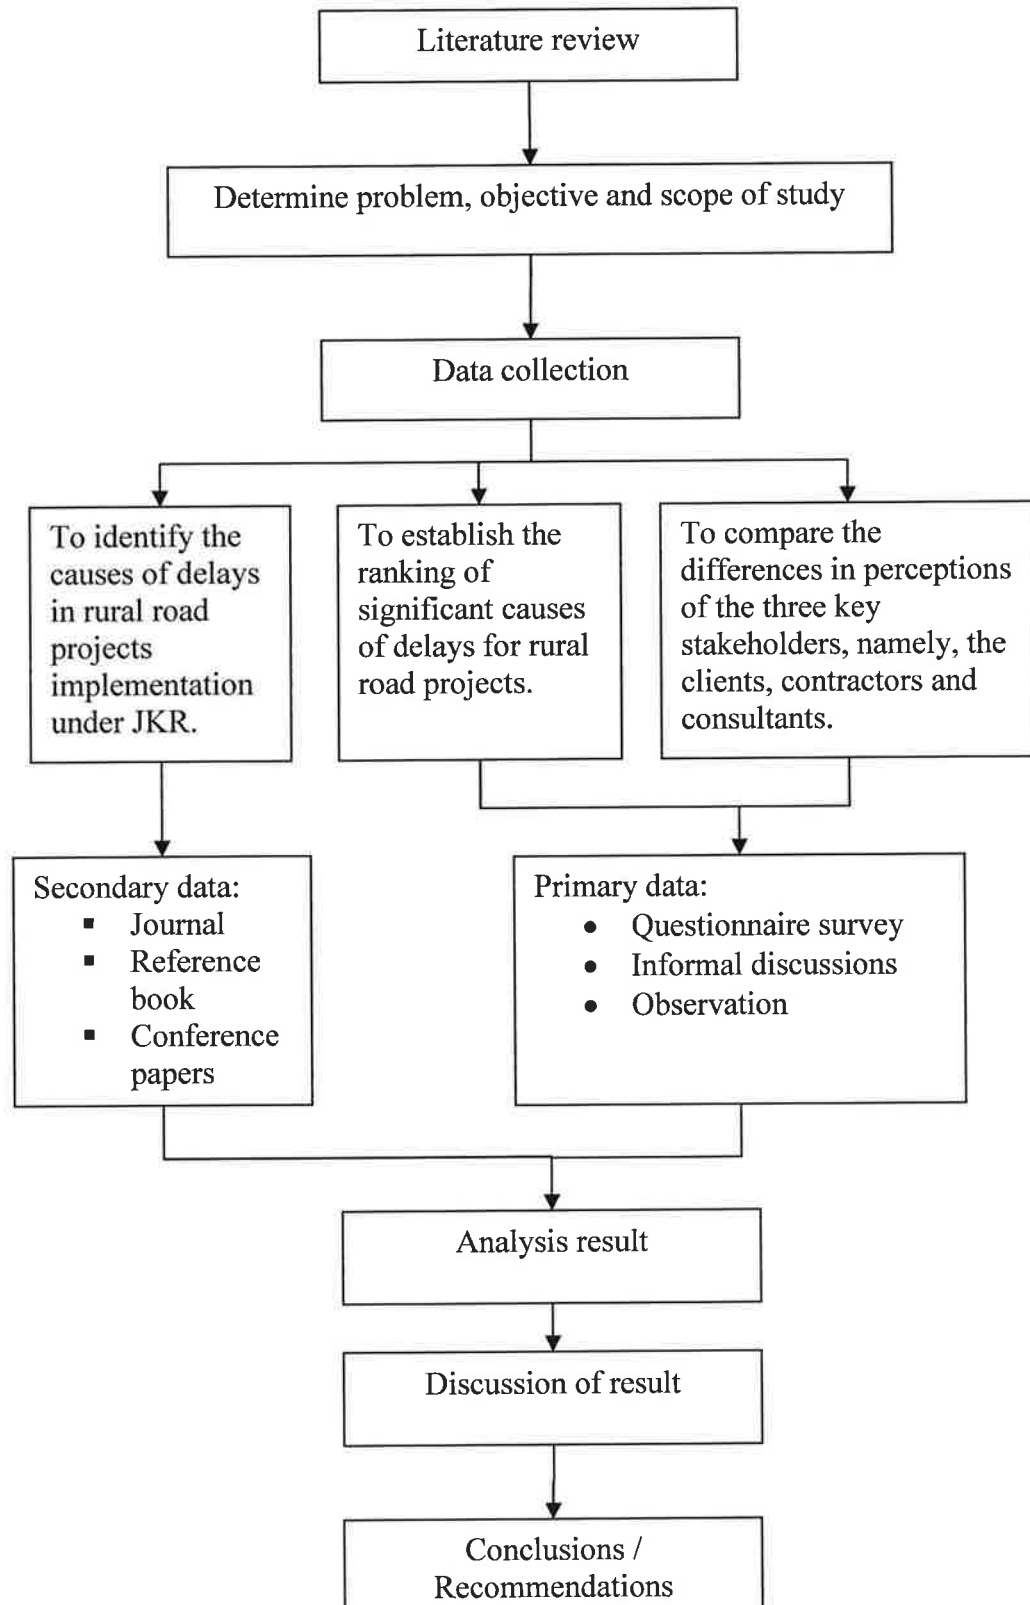 Literature review
Determine problem, objective and scope of study
Data collection
To identify the
causes of delays
in rural road
projects
implementation
under JKR.
To establish the
ranking of
significant causes
of delays for rural
road projects.
To compare the
differences in perceptions
of the three key
stakeholders, namely, the
clients, contractors and
consultants.
Secondary data:
▪ Journal
▪ Reference
book
▪ Conference
papers
Primary data:
• Questionnaire survey
• Informal discussions
• Observation
Analysis result
Discussion of result
Conclusions /
Recommendations